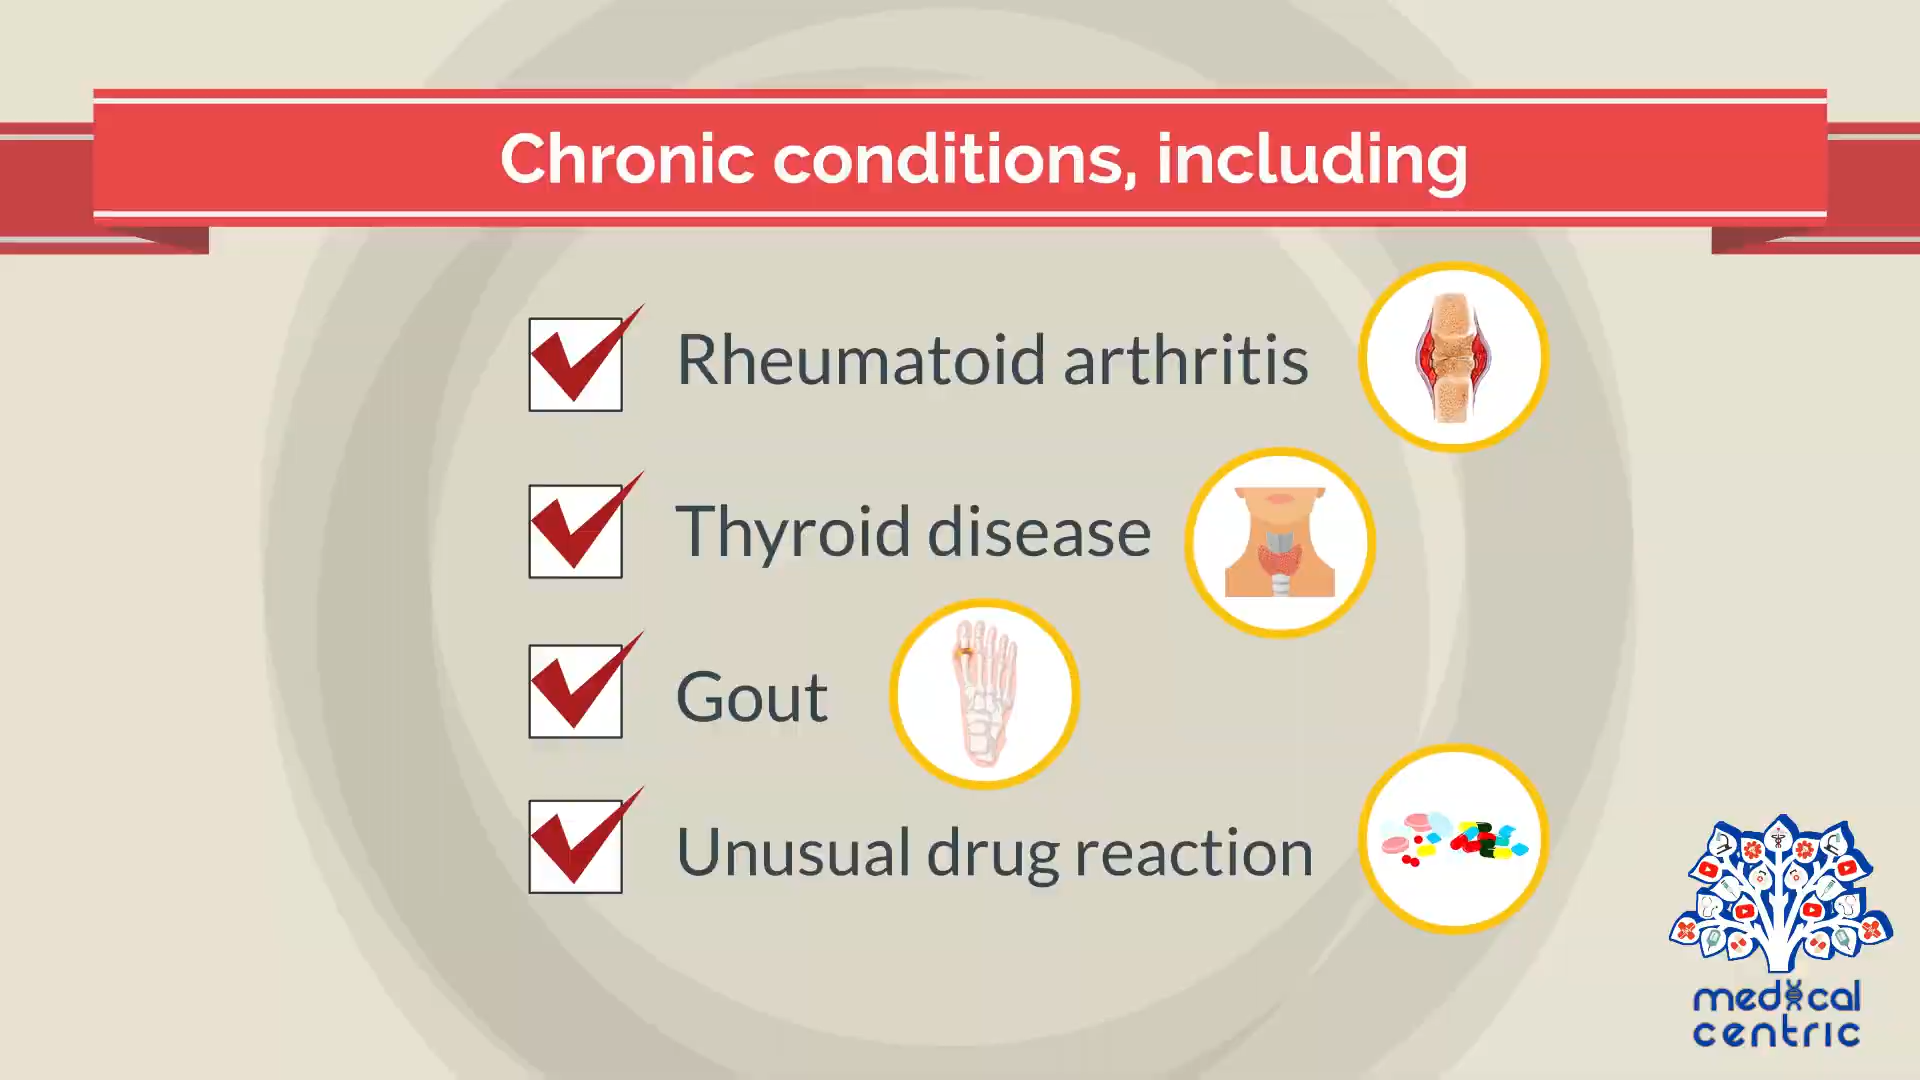 Chronic conditions, including
Rheumatoid arthritis
Thyroid disease
Gout
Unusual drug reaction
medical
centric